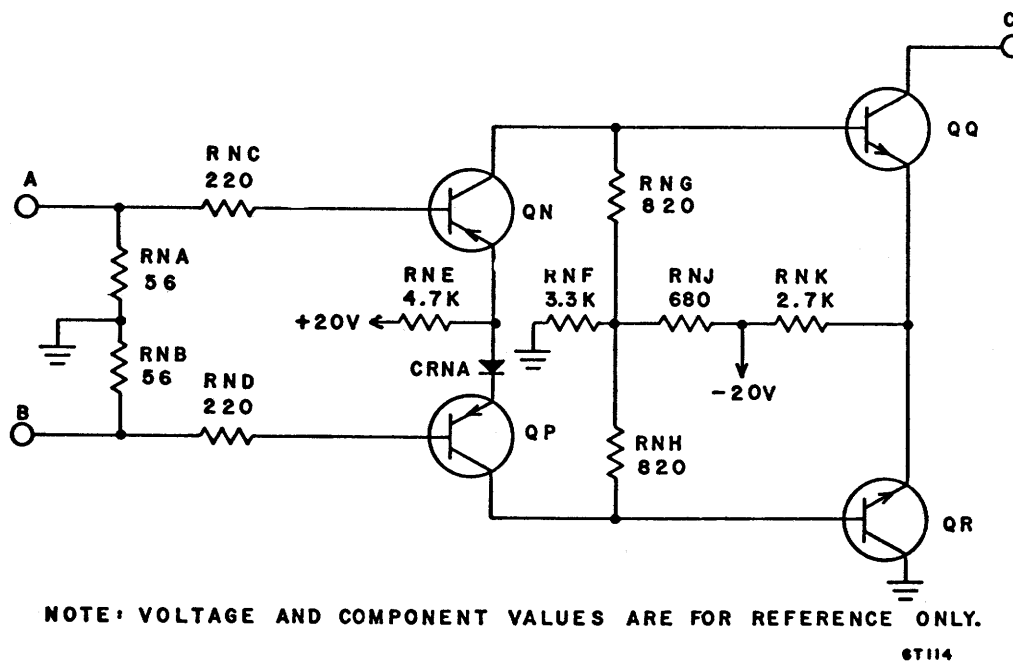 C
QQ
RNC
220
A
RNG
820
QN
RNA
56
RNE
4.7K
RNF
3.3K
RNJ
680
RNK
2.7K
+20V
RNB
56
CRNA
-20V
RND
220
B
QP
RNH
820
QR
NOTE: VOLTAGE AND COMPONENT VALUES ARE FOR REFERENCE ONLY.
6T114